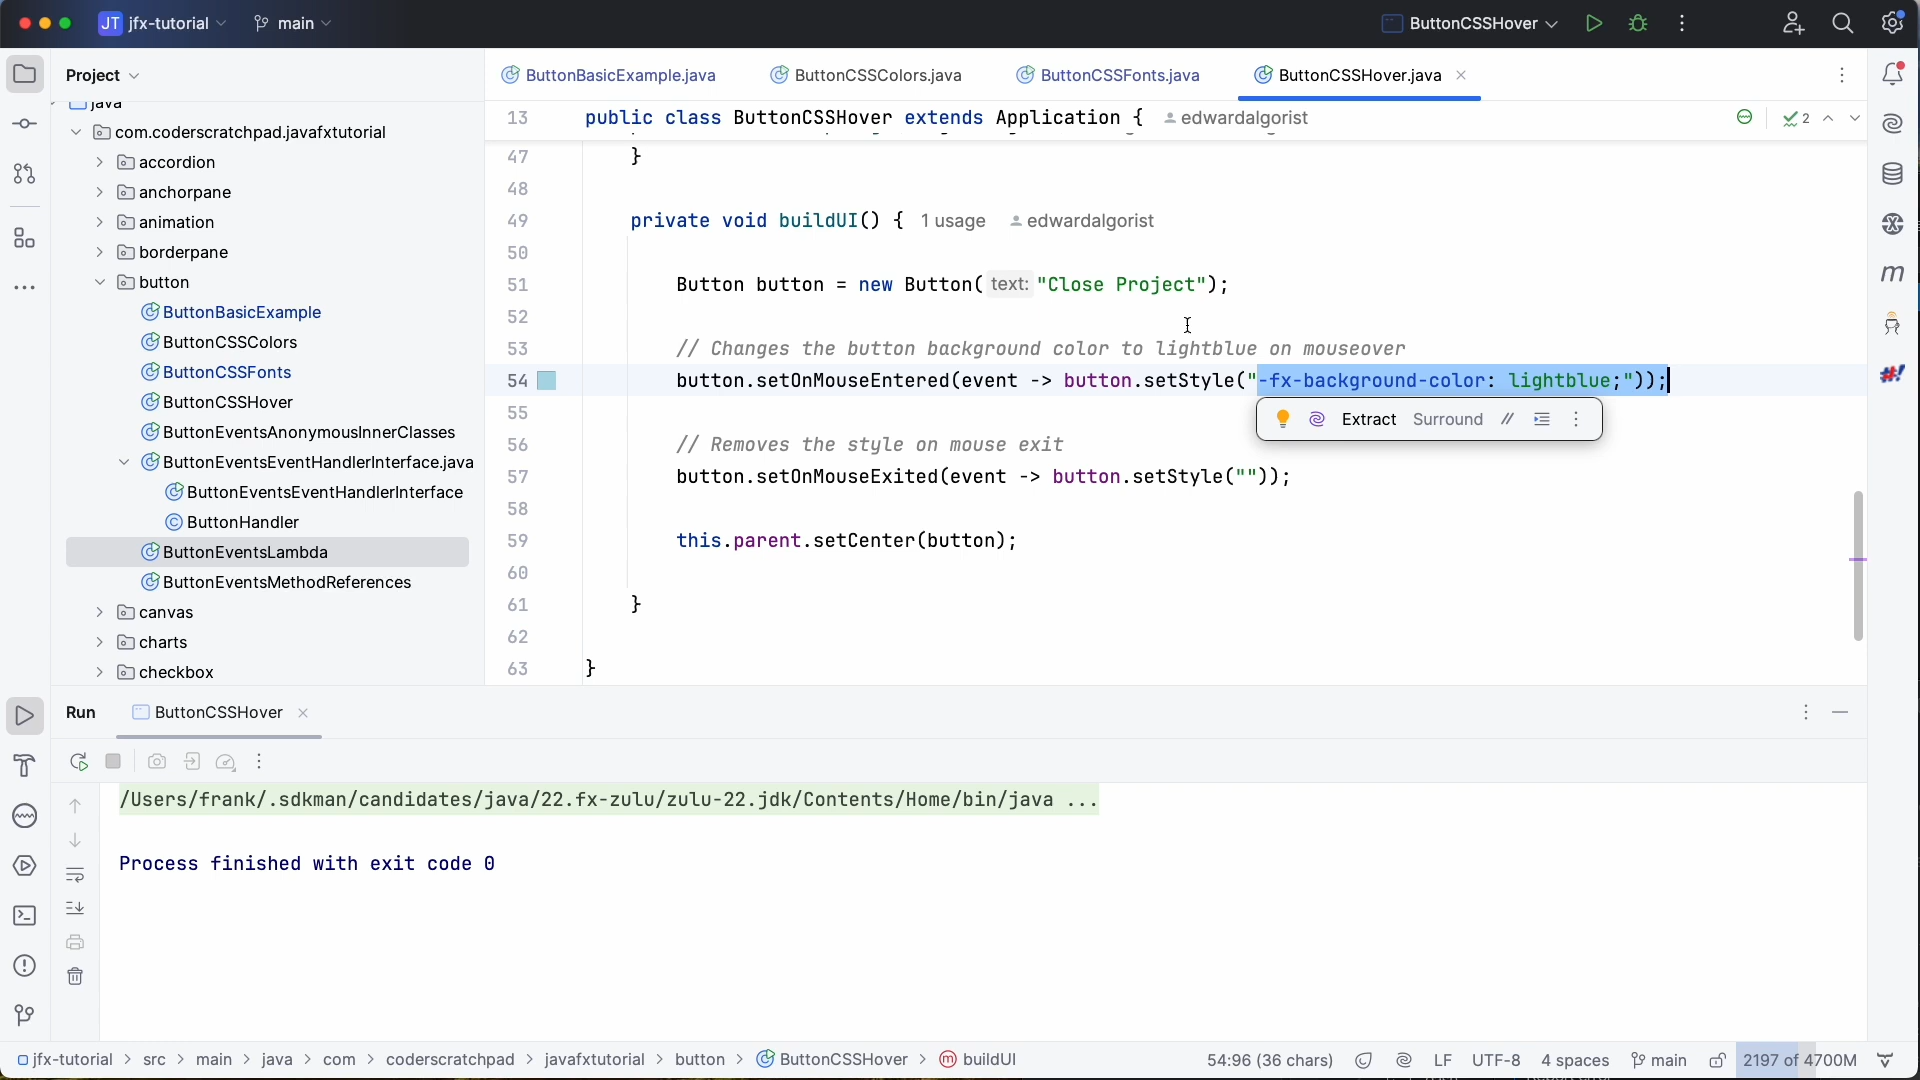 JT jfx-tutorial main ButtonCSSHover
Project
java
com.coderscratchpad.javafxtutorial
accordion
anchorpane
animation
borderpane
button
ButtonBasicExample
ButtonCSSColors
ButtonCSSFonts
ButtonCSSHover
ButtonEventsAnonymousInnerClasses
ButtonEventsEventHandlerInterface.java
ButtonEventsEventHandlerInterface
ButtonHandler
ButtonEventsLambda
ButtonEventsMethodReferences
canvas
charts
checkbox
ButtonBasicExample.java ButtonCSSColors.java ButtonCSSFonts.java ButtonCSSHover.java
13 public class ButtonCSSHover extends Application { edwardalgorist 2
47 }
48
49 private void buildUI() { 1 usage edwardalgorist
50
51 Button button = new Button( text: "Close Project");
52
53 // Changes the button background color to lightblue on mouseover
54 button.setOnMouseEntered(event -> button.setStyle("-fx-background-color: lightblue;"));
55
Extract Surround //
56 // Removes the style on mouse exit
57 button.setOnMouseExited(event -> button.setStyle(""));
58
59 this.parent.setCenter(button);
60
61 }
62
63 }
Run ButtonCSSHover
/Users/frank/.sdkman/candidates/java/22.fx-zulu/zulu-22.jdk/Contents/Home/bin/java ...
Process finished with exit code 0
jfx-tutorial > src > main > java > com > coderscratchpad > javafxtutorial > button > ButtonCSSHover > m buildUI 54:96 (36 chars) LF UTF-8 4 spaces main 2197 of 4700M